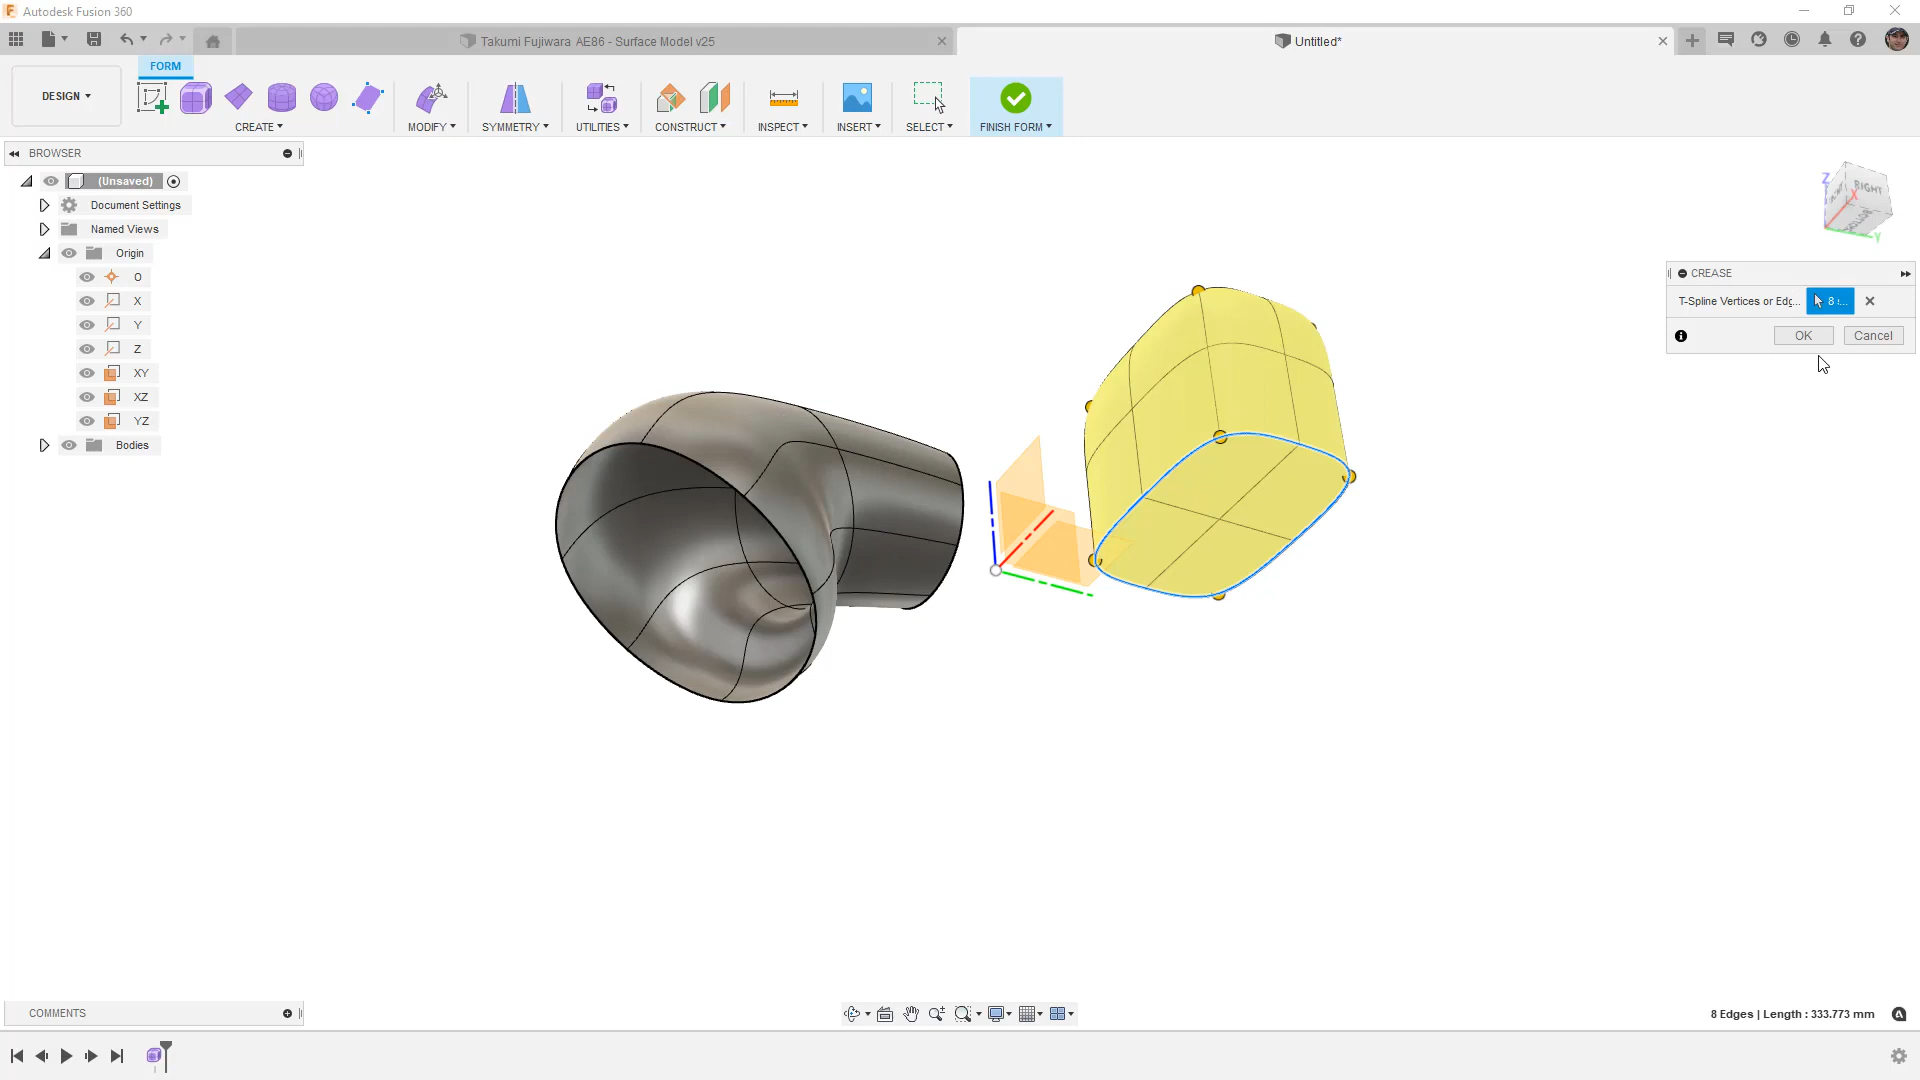 Autodesk Fusion 360
Takumi Fujiwara AE86 - Surface Model v25
Untitled*
DESIGN
FORM
CREATE
MODIFY
SYMMETRY
UTILITIES
CONSTRUCT
INSPECT
INSERT
SELECT
FINISH FORM
BROWSER
(Unsaved)
Document Settings
Named Views
Origin
O
X
Y
Z
XY
XZ
YZ
Bodies
Z
RIGHT
X
Y
CREASE
T-Spline Vertices or Edg...
8 s...
OK
Cancel
COMMENTS
8 Edges | Length : 333.773 mm